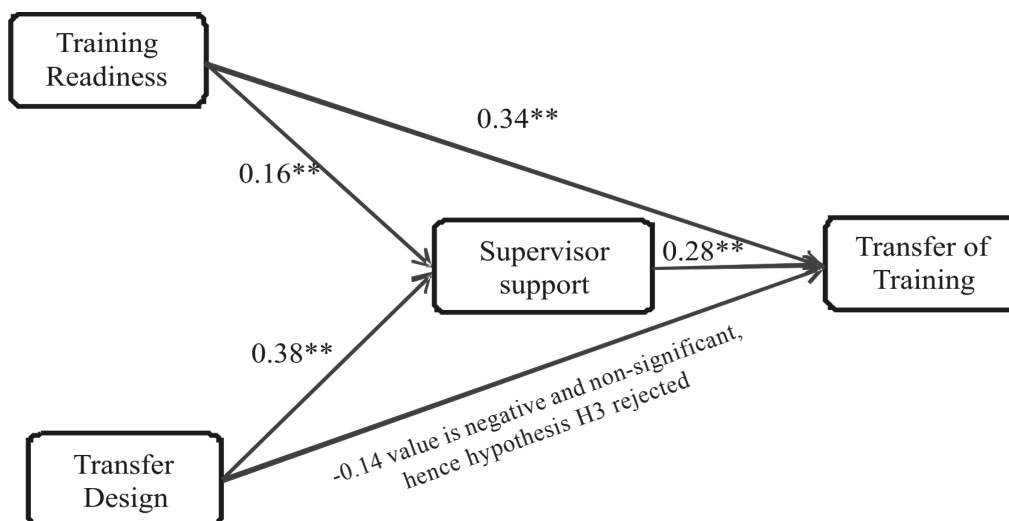 Training
Readiness
0.34**
0.16**
Supervisor
support
0.28**
Transfer of
Training
0.38**
-0.14 value is negative and non-significant,
hence hypothesis H3 rejected
Transfer
Design